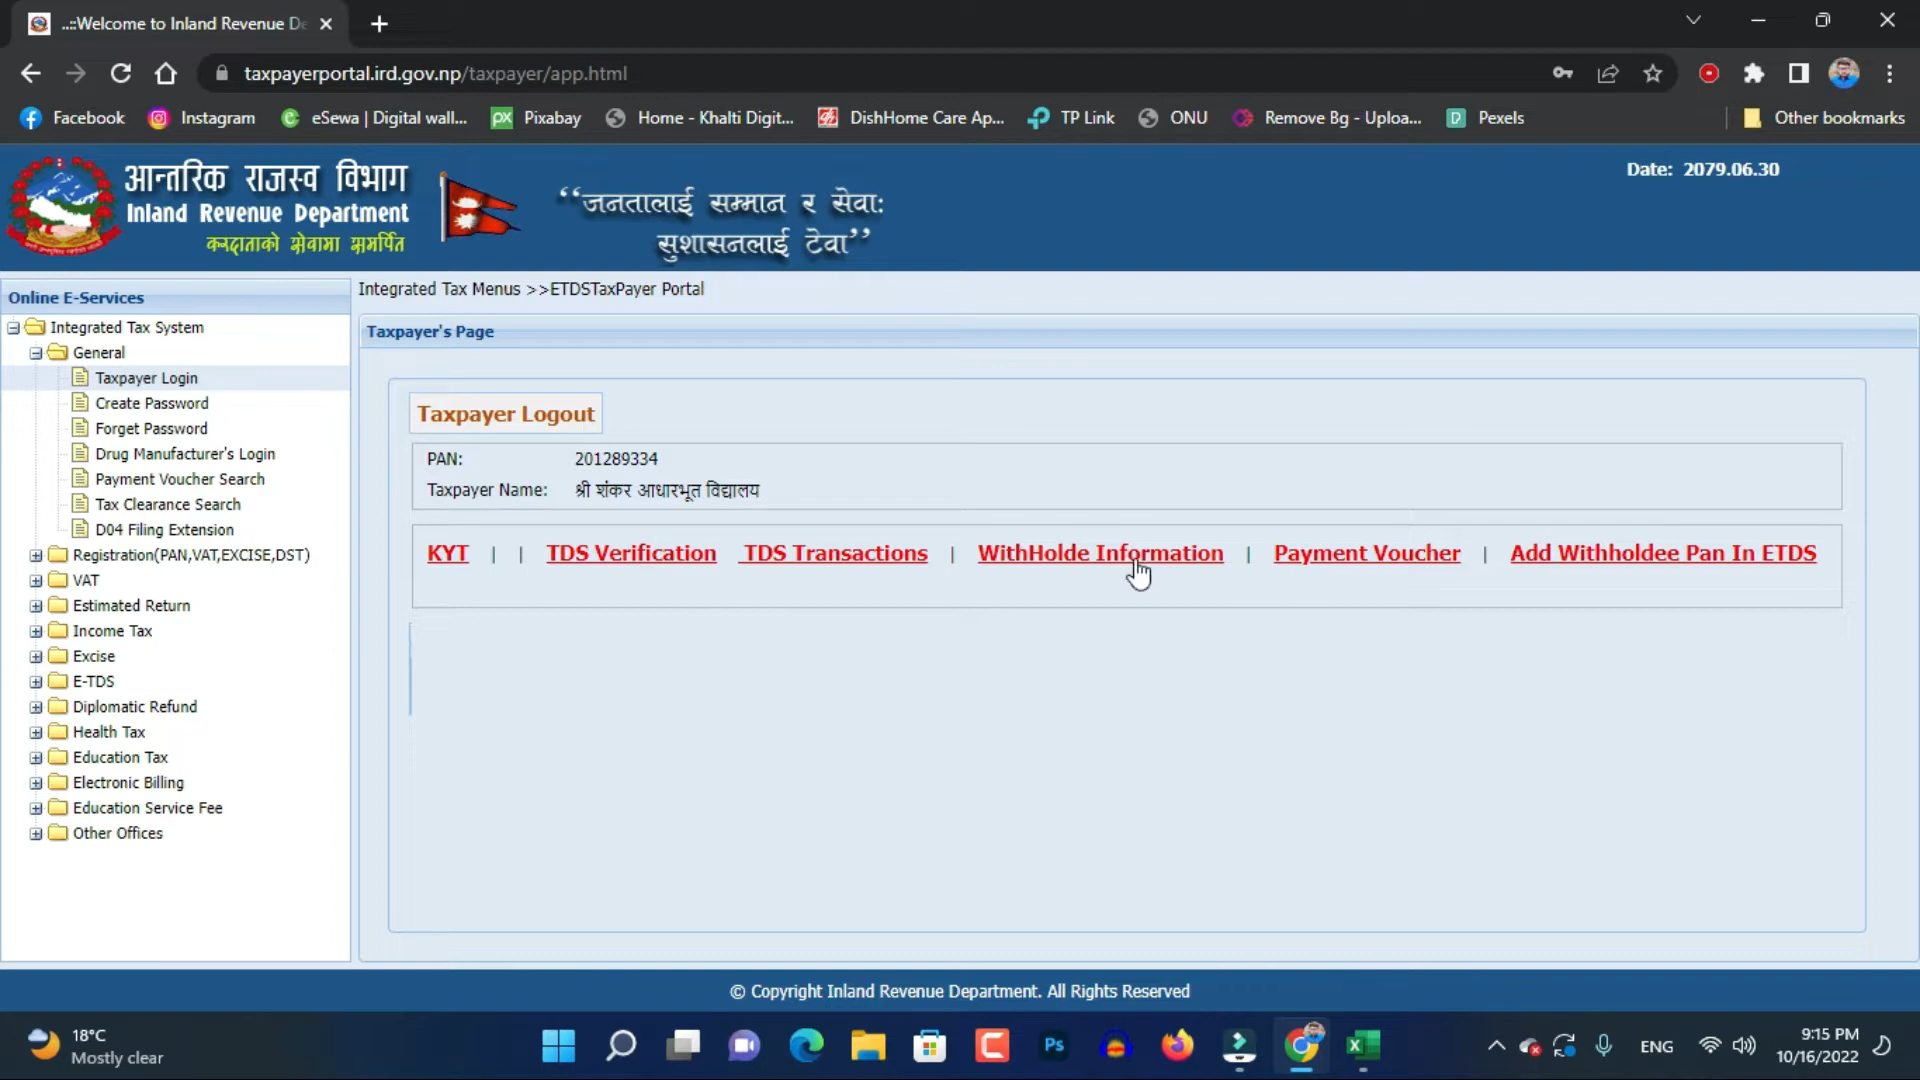 ..::Welcome to Inland Revenue De
taxpayerportal.ird.gov.np/taxpayer/app.html
Facebook Instagram eSewa | Digital wall... Pixabay Home - Khalti Digit... DishHome Care Ap... TP Link ONU Remove Bg - Uploa... Pexels Other bookmarks
आन्तरिक राजस्व विभाग
Inland Revenue Department
करदाताको सेवामा समर्पित
“जनतालाई सम्मान र सेवा:
सुशासनलाई टेवा”
Date: 2079.06.30
Online E-Services
Integrated Tax System
General
Taxpayer Login
Create Password
Forget Password
Drug Manufacturer's Login
Payment Voucher Search
Tax Clearance Search
D04 Filing Extension
Registration(PAN,VAT,EXCISE,DST)
VAT
Estimated Return
Income Tax
Excise
E-TDS
Diplomatic Refund
Health Tax
Education Tax
Electronic Billing
Education Service Fee
Other Offices
Integrated Tax Menus >>ETDSTaxPayer Portal
Taxpayer's Page
Taxpayer Logout
PAN: 201289334
Taxpayer Name: श्री शंकर आधारभूत विद्यालय
KYT | | TDS Verification TDS Transactions | WithHolde Information | Payment Voucher | Add Withholdee Pan In ETDS
© Copyright Inland Revenue Department. All Rights Reserved
18°C
Mostly clear
Ps
ENG
9:15 PM
10/16/2022